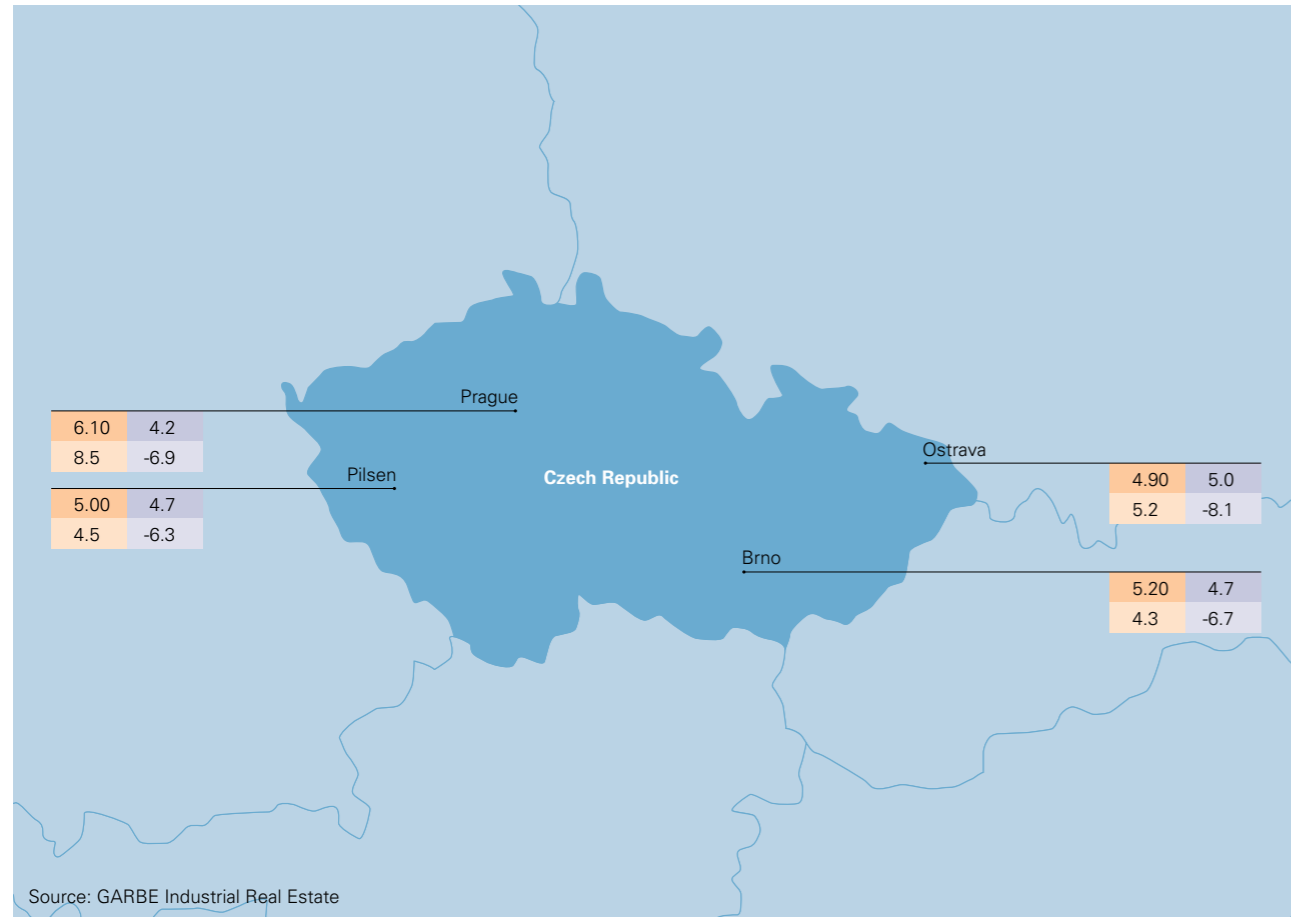 Prague
6.10 4.2
8.5 -6.9
Pilsen
5.00 4.7
4.5 -6.3
Czech Republic
Ostrava
4.90 5.0
5.2 -8.1
Brno
5.20 4.7
4.3 -6.7
Source: GARBE Industrial Real Estate